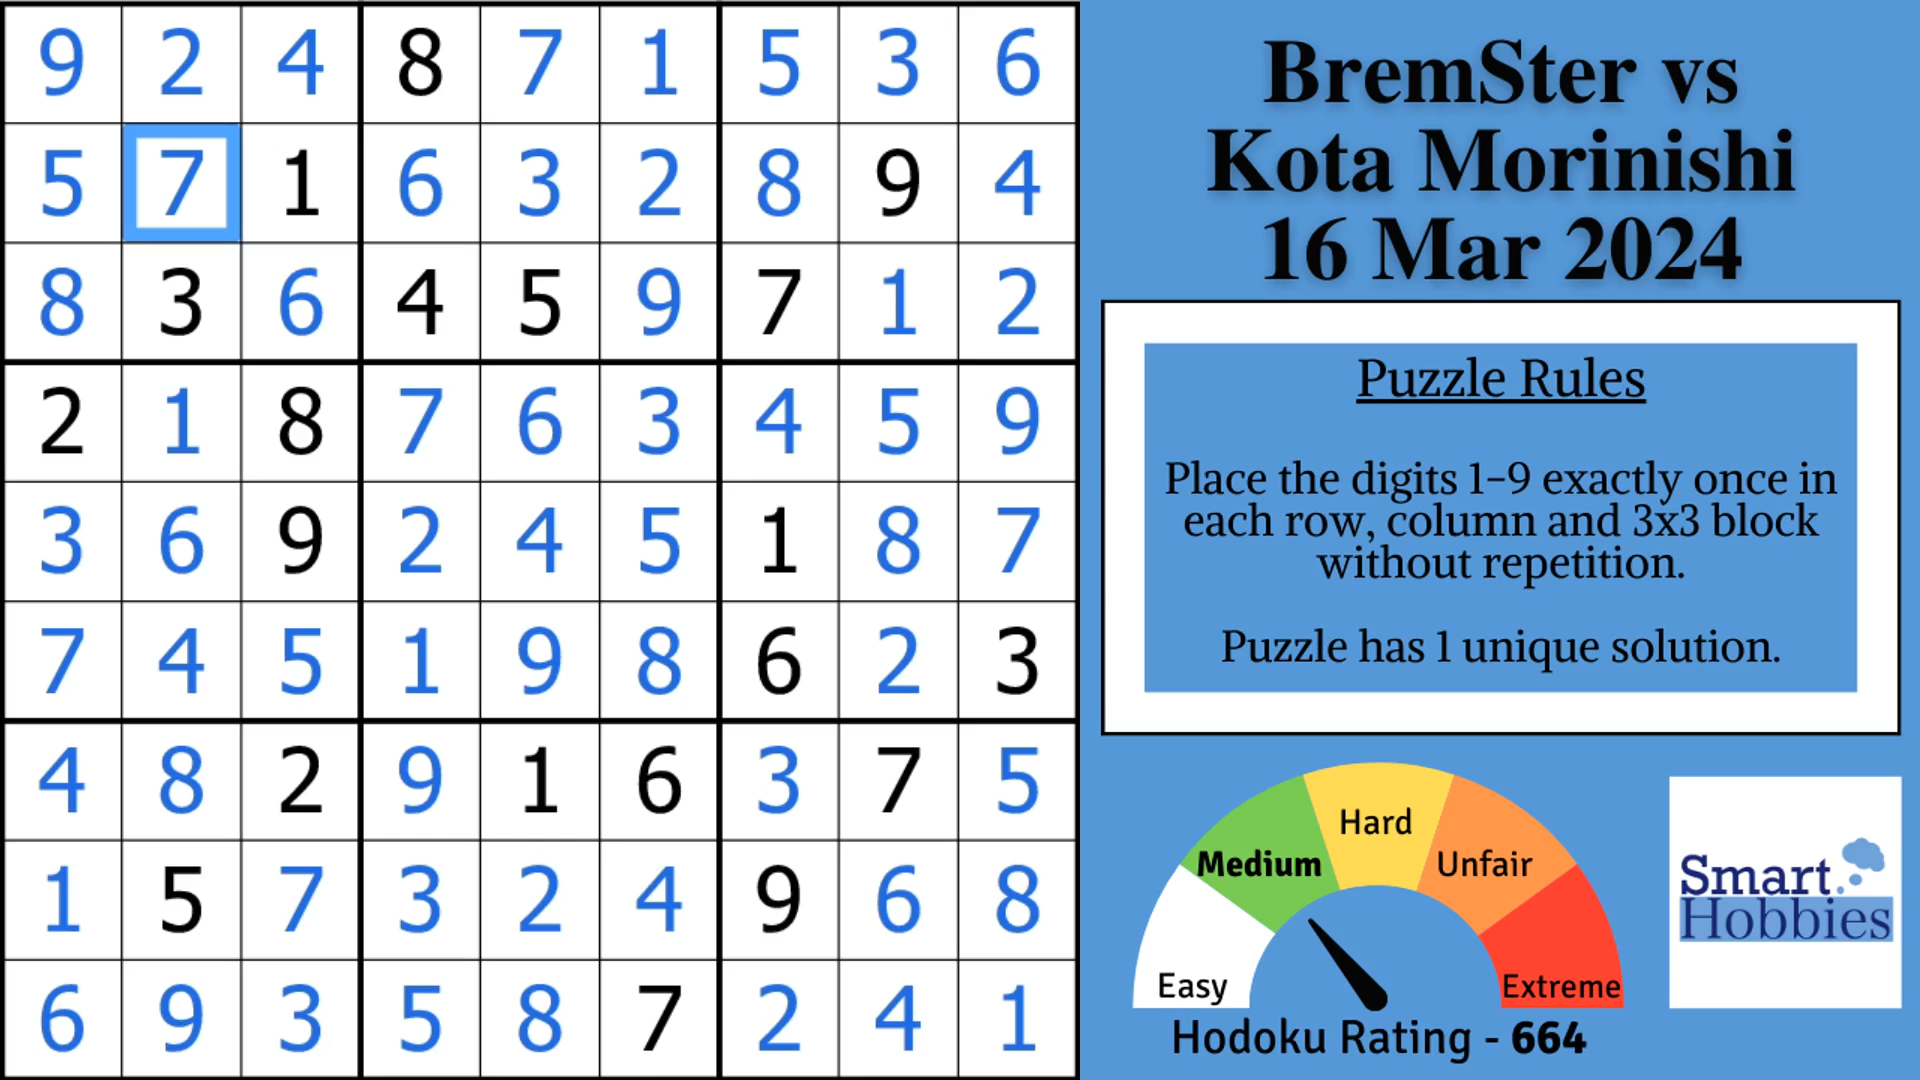 9 2 4 8 7 1 5 3 6
5 7 1 6 3 2 8 9 4
8 3 6 4 5 9 7 1 2
2 1 8 7 6 3 4 5 9
3 6 9 2 4 5 1 8 7
7 4 5 1 9 8 6 2 3
4 8 2 9 1 6 3 7 5
1 5 7 3 2 4 9 6 8
6 9 3 5 8 7 2 4 1
BremSter vs
Kota Morinishi
16 Mar 2024
Puzzle Rules
Place the digits 1-9 exactly once in
each row, column and 3x3 block
without repetition.
Puzzle has 1 unique solution.
Easy
Medium
Hard
Unfair
Extreme
Hodoku Rating - 664
Smart
Hobbies